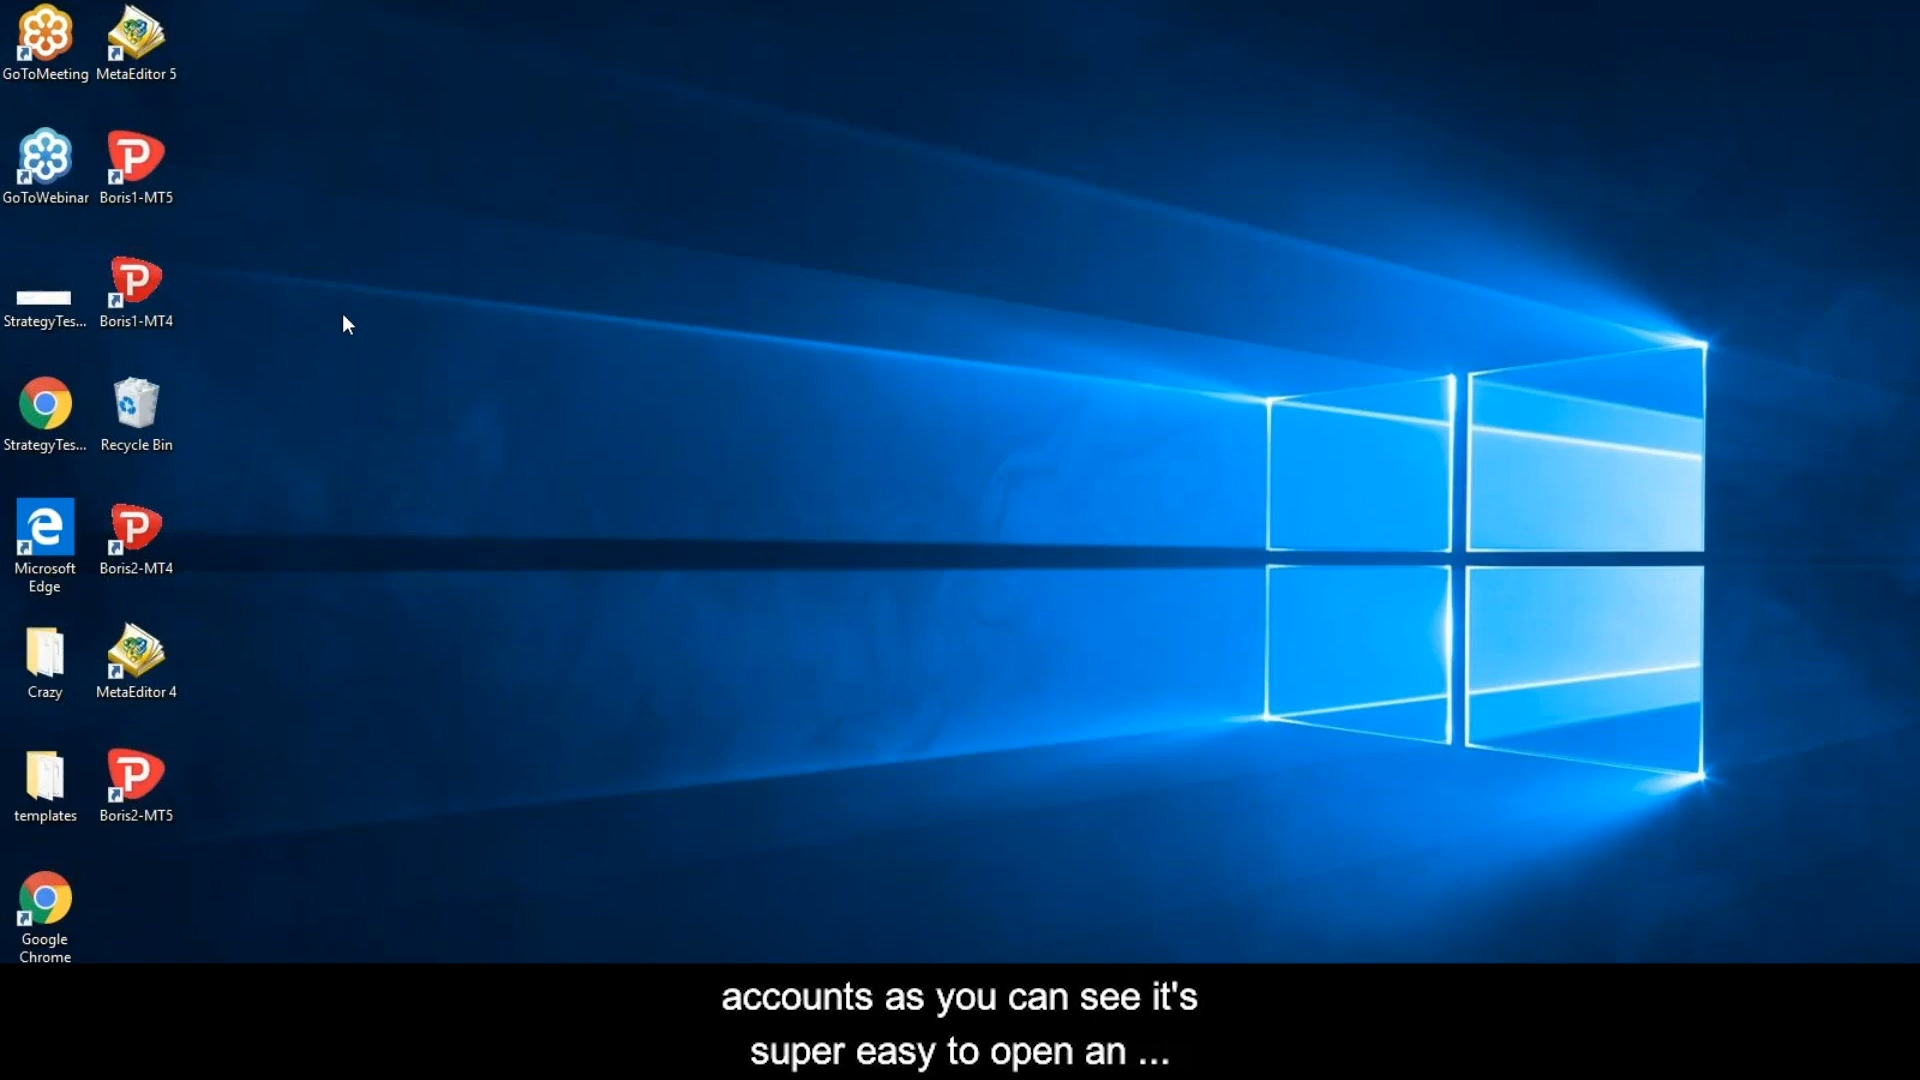 GoToMeeting
MetaEditor 5
GoToWebinar
Boris1-MT5
StrategyTes...
Boris1-MT4
StrategyTes...
Recycle Bin
Microsoft
Edge
Boris2-MT4
Crazy
MetaEditor 4
templates
Boris2-MT5
Google
Chrome
accounts as you can see it's
super easy to open an ...